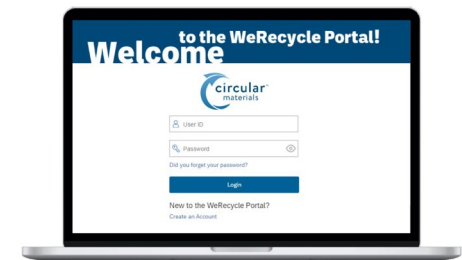 Welcome to the WeRecycle Portal!
circular
materials
User ID
Password
Did you forget your password?
Login
New to the WeRecycle Portal?
Create an Account